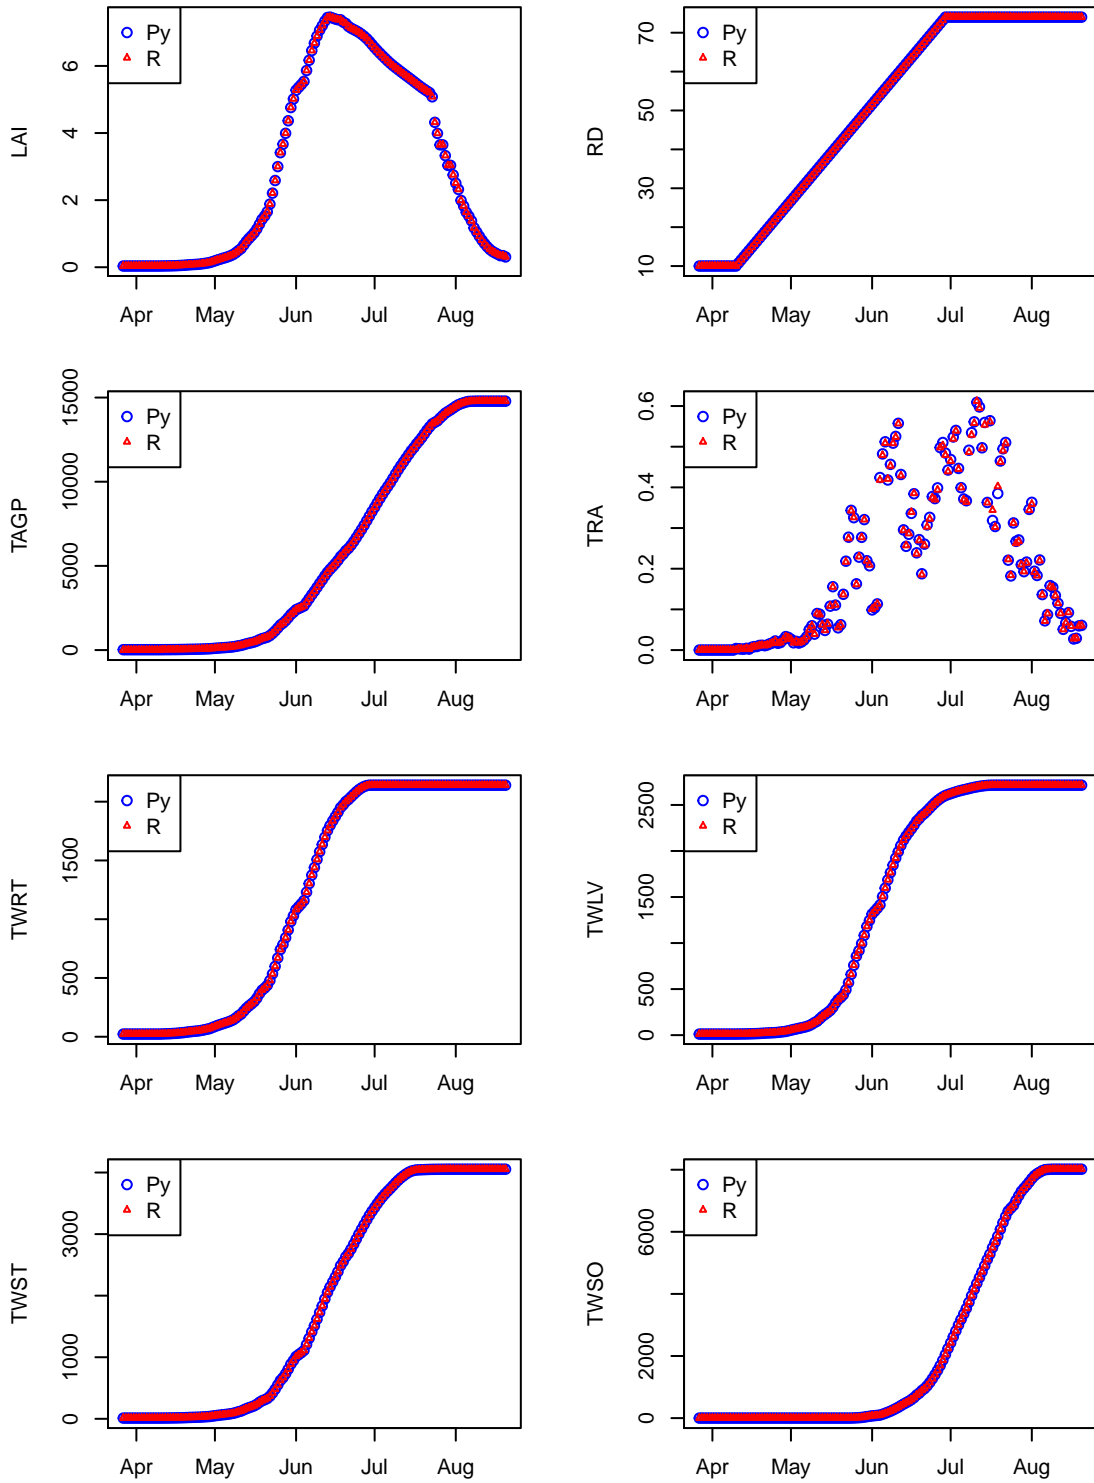 LAI
6
4
2
0
Py
R
Apr May Jun Jul Aug
RD
70
50
30
10
Py
R
Apr May Jun Jul Aug
TAGP
15000
10000
5000
0
Py
R
Apr May Jun Jul Aug
TRA
0.6
0.4
0.2
0.0
Py
R
Apr May Jun Jul Aug
TWRT
1500
500
0
Py
R
Apr May Jun Jul Aug
TWLV
2500
1500
500
0
Py
R
Apr May Jun Jul Aug
TWST
3000
1000
0
Py
R
Apr May Jun Jul Aug
TWSO
6000
2000
0
Py
R
Apr May Jun Jul Aug